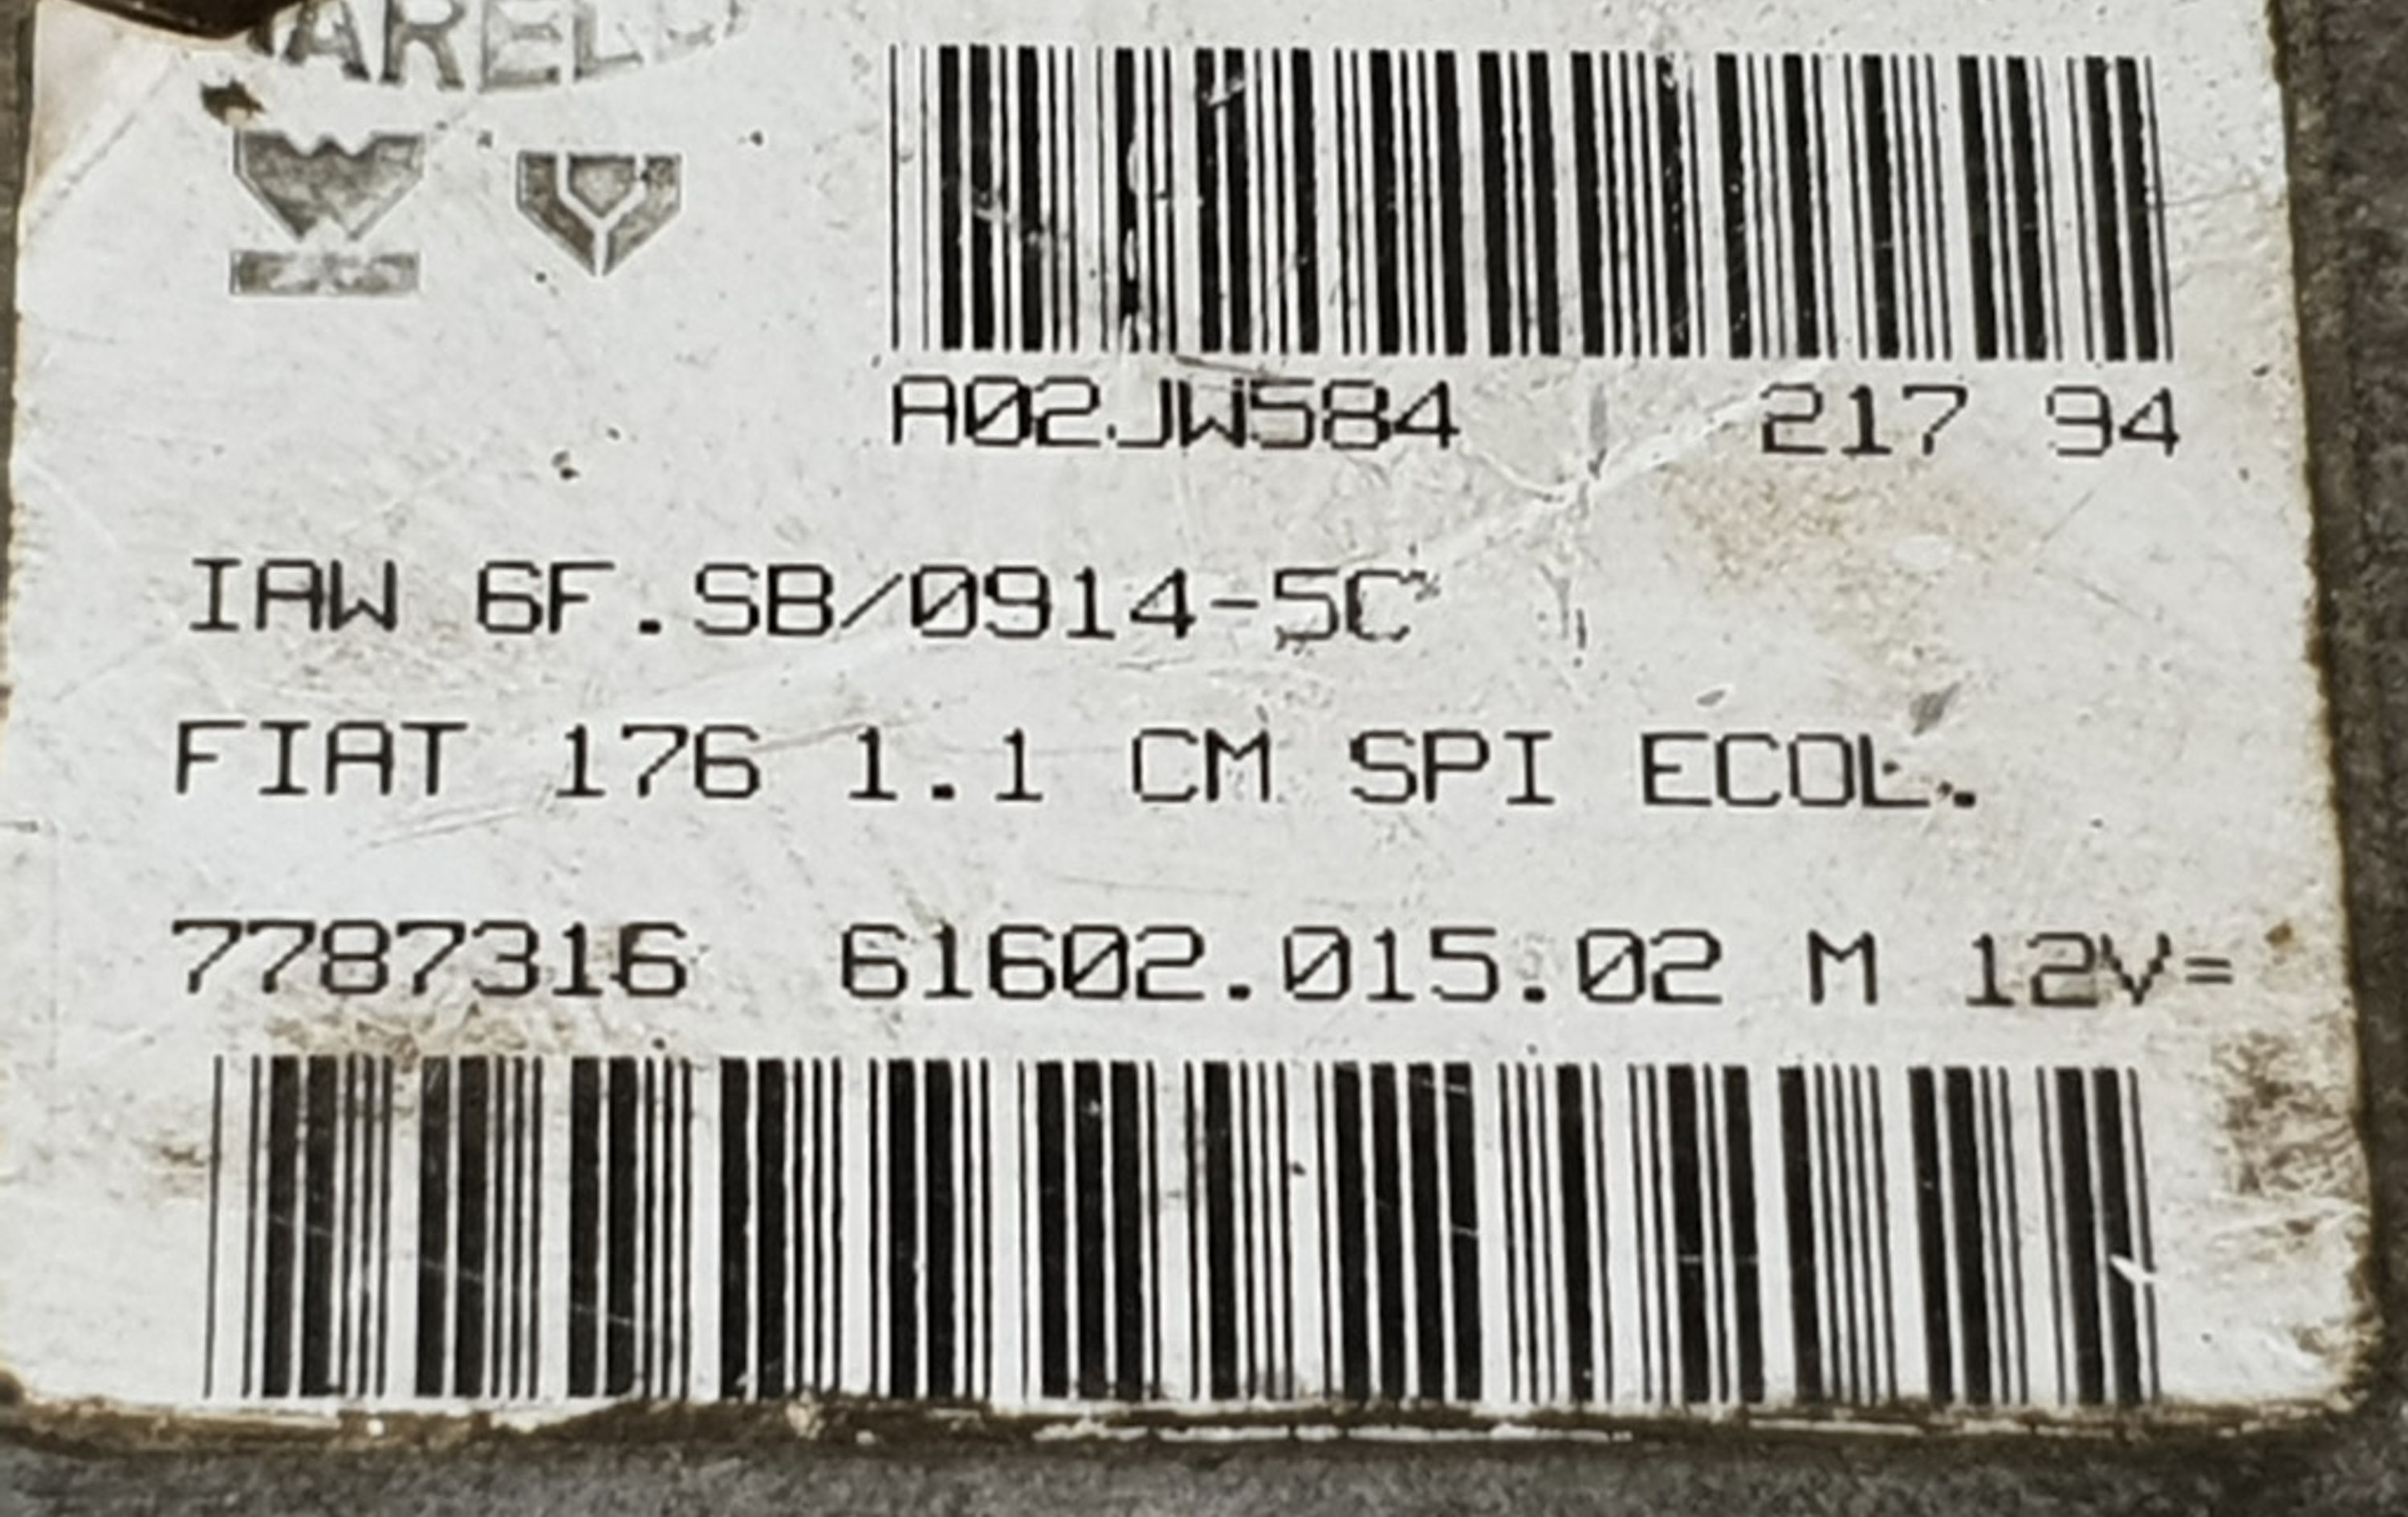 ARELL
A02JW584 217 94
IAW 6F.SB/0914-5C
FIAT 176 1.1 CM SPI ECOL.
7787316 61602.015.02 M 12V=